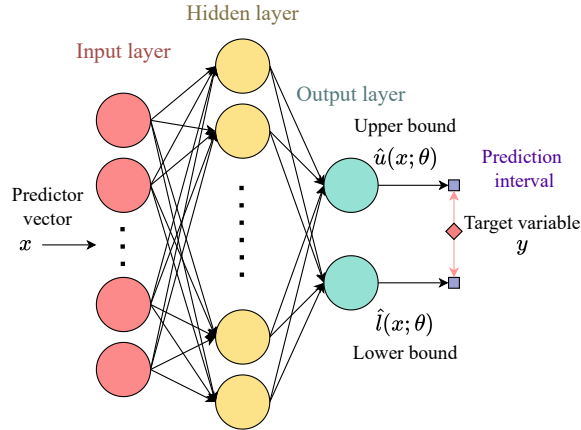 Hidden layer
Input layer
Output layer
Upper bound
û(x; θ)
Prediction
interval
Predictor
vector
x
Target variable
y
l̂(x; θ)
Lower bound